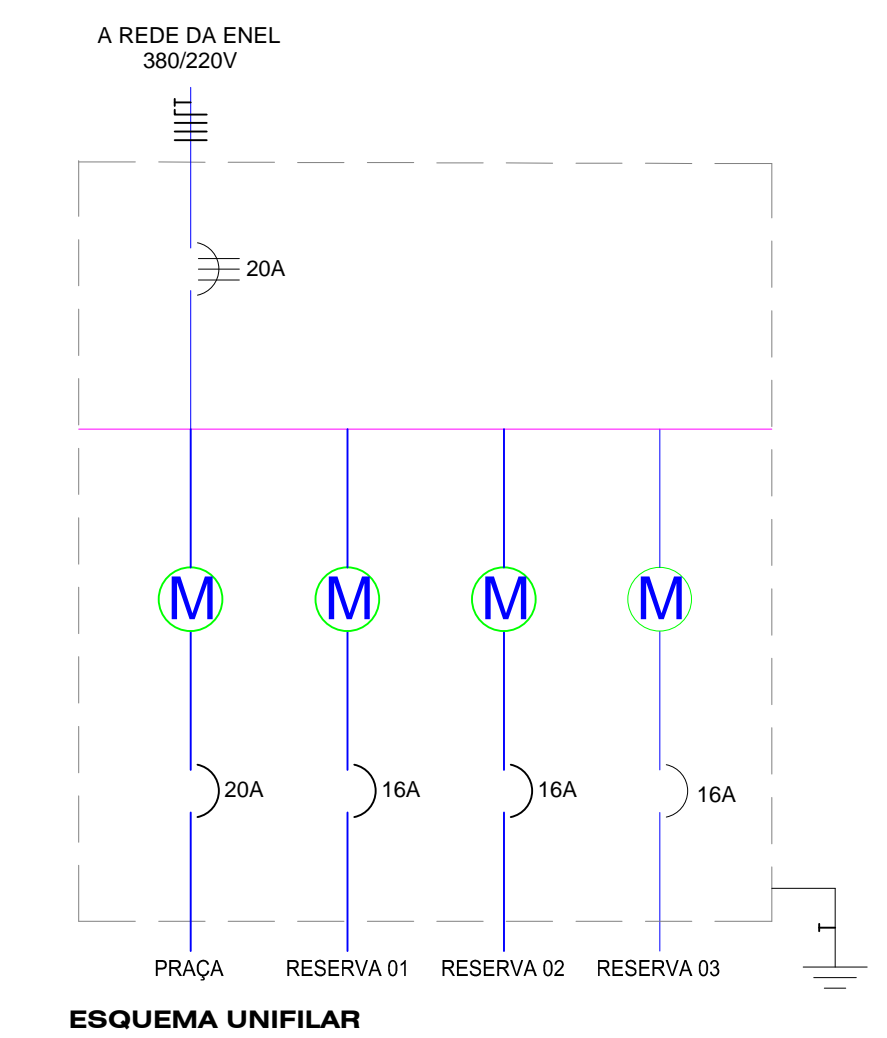 A REDE DA ENEL
380/220V
20A
M M M M
20A 16A 16A 16A
PRAÇA RESERVA 01 RESERVA 02 RESERVA 03
ESQUEMA UNIFILAR